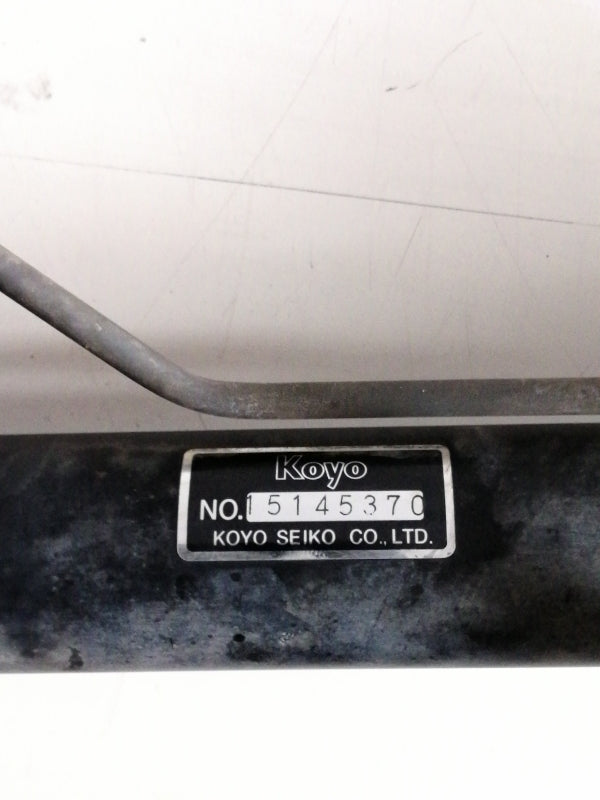 Koyo
NO. 15145370
KOYO SEIKO CO., LTD.